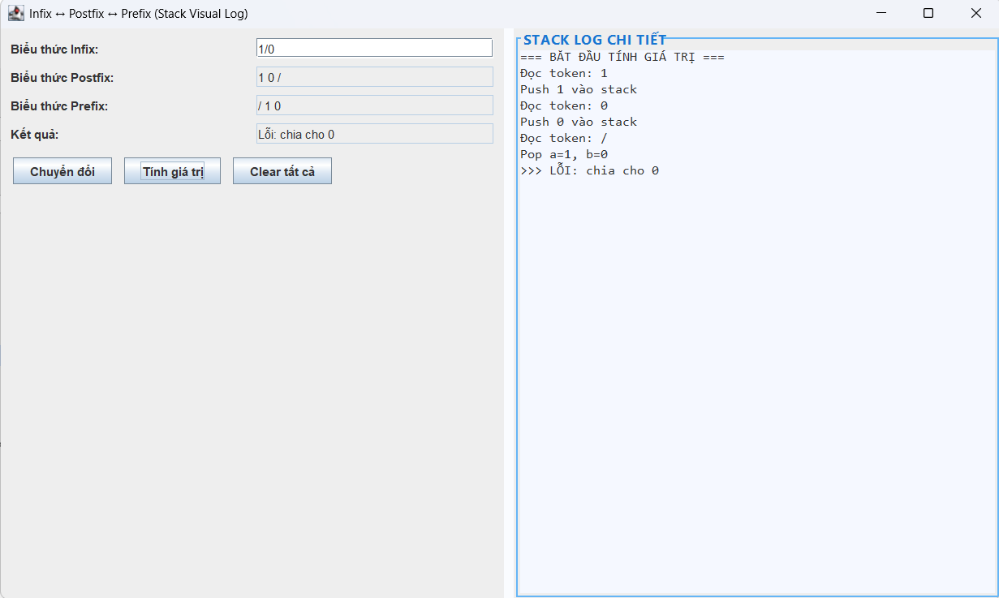 Infix ↔ Postfix ↔ Prefix (Stack Visual Log)
Biểu thức Infix:
1/0
Biểu thức Postfix:
1 0 /
Biểu thức Prefix:
/ 1 0
Kết quả:
Lỗi: chia cho 0
Chuyển đổi
Tính giá trị
Clear tất cả
STACK LOG CHI TIẾT
=== BẮT ĐẦU TÍNH GIÁ TRỊ ===
Đọc token: 1
Push 1 vào stack
Đọc token: 0
Push 0 vào stack
Đọc token: /
Pop a=1, b=0
>>> LỖI: chia cho 0